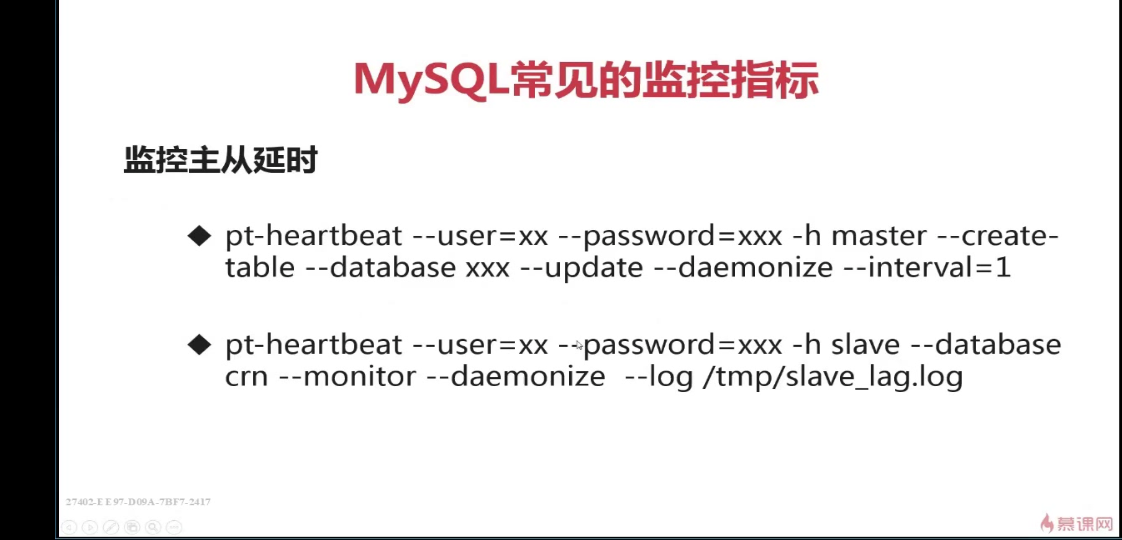 MySQL常见的监控指标
监控主从延时
◆ pt-heartbeat --user=xx --password=xxx -h master --create-
table --database xxx --update --daemonize --interval=1
◆ pt-heartbeat --user=xx --password=xxx -h slave --database
crn --monitor --daemonize  --log /tmp/slave_lag.log
27402-EE97-D09A-7BF7-2417
慕课网